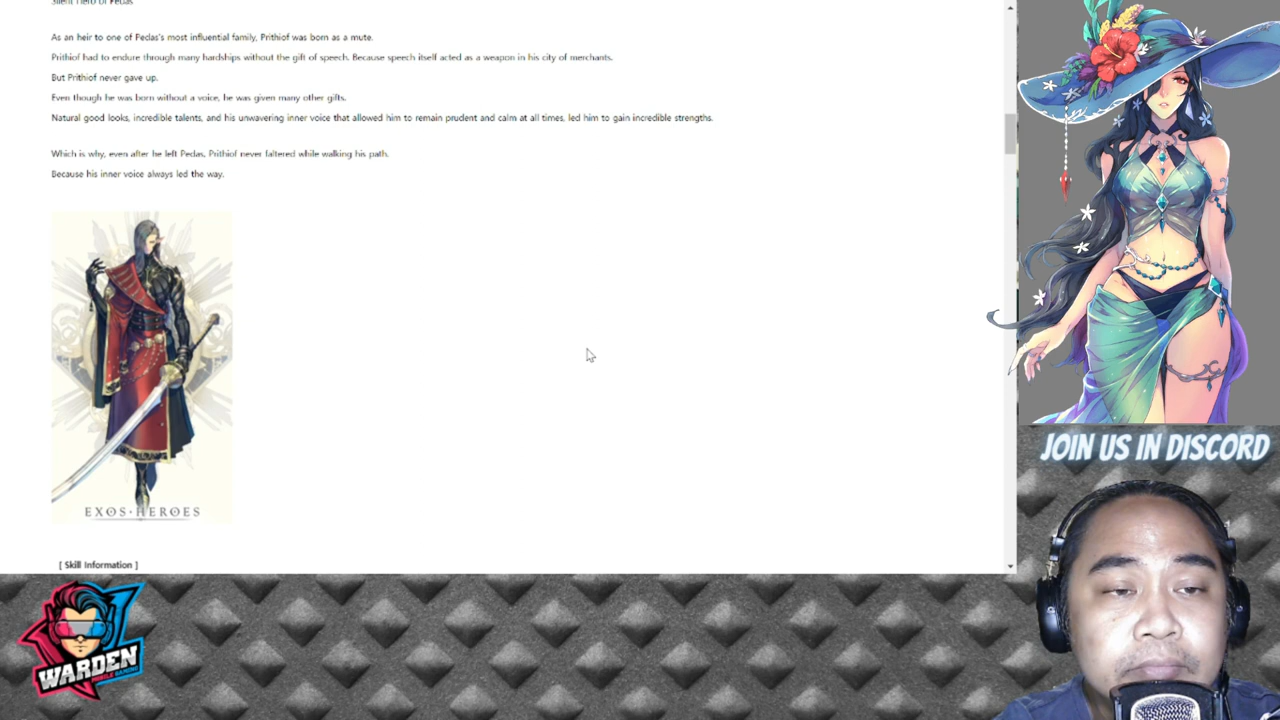 Silent Hero of Pedas
As an heir to one of Pedas's most influential family, Prithiof was born as a mute.
Prithiof had to endure through many hardships without the gift of speech. Because speech itself acted as a weapon in his city of merchants.
But Prithiof never gave up.
Even though he was born without a voice, he was given many other gifts.
Natural good looks, incredible talents, and his unwavering inner voice that allowed him to remain prudent and calm at all times, led him to gain incredible strengths.
Which is why, even after he left Pedas, Prithiof never faltered while walking his path.
Because his inner voice always led the way.
EXOS HEROES
[ Skill Information ]
JOIN US IN DISCORD
WARDEN
MOBILE GAMING